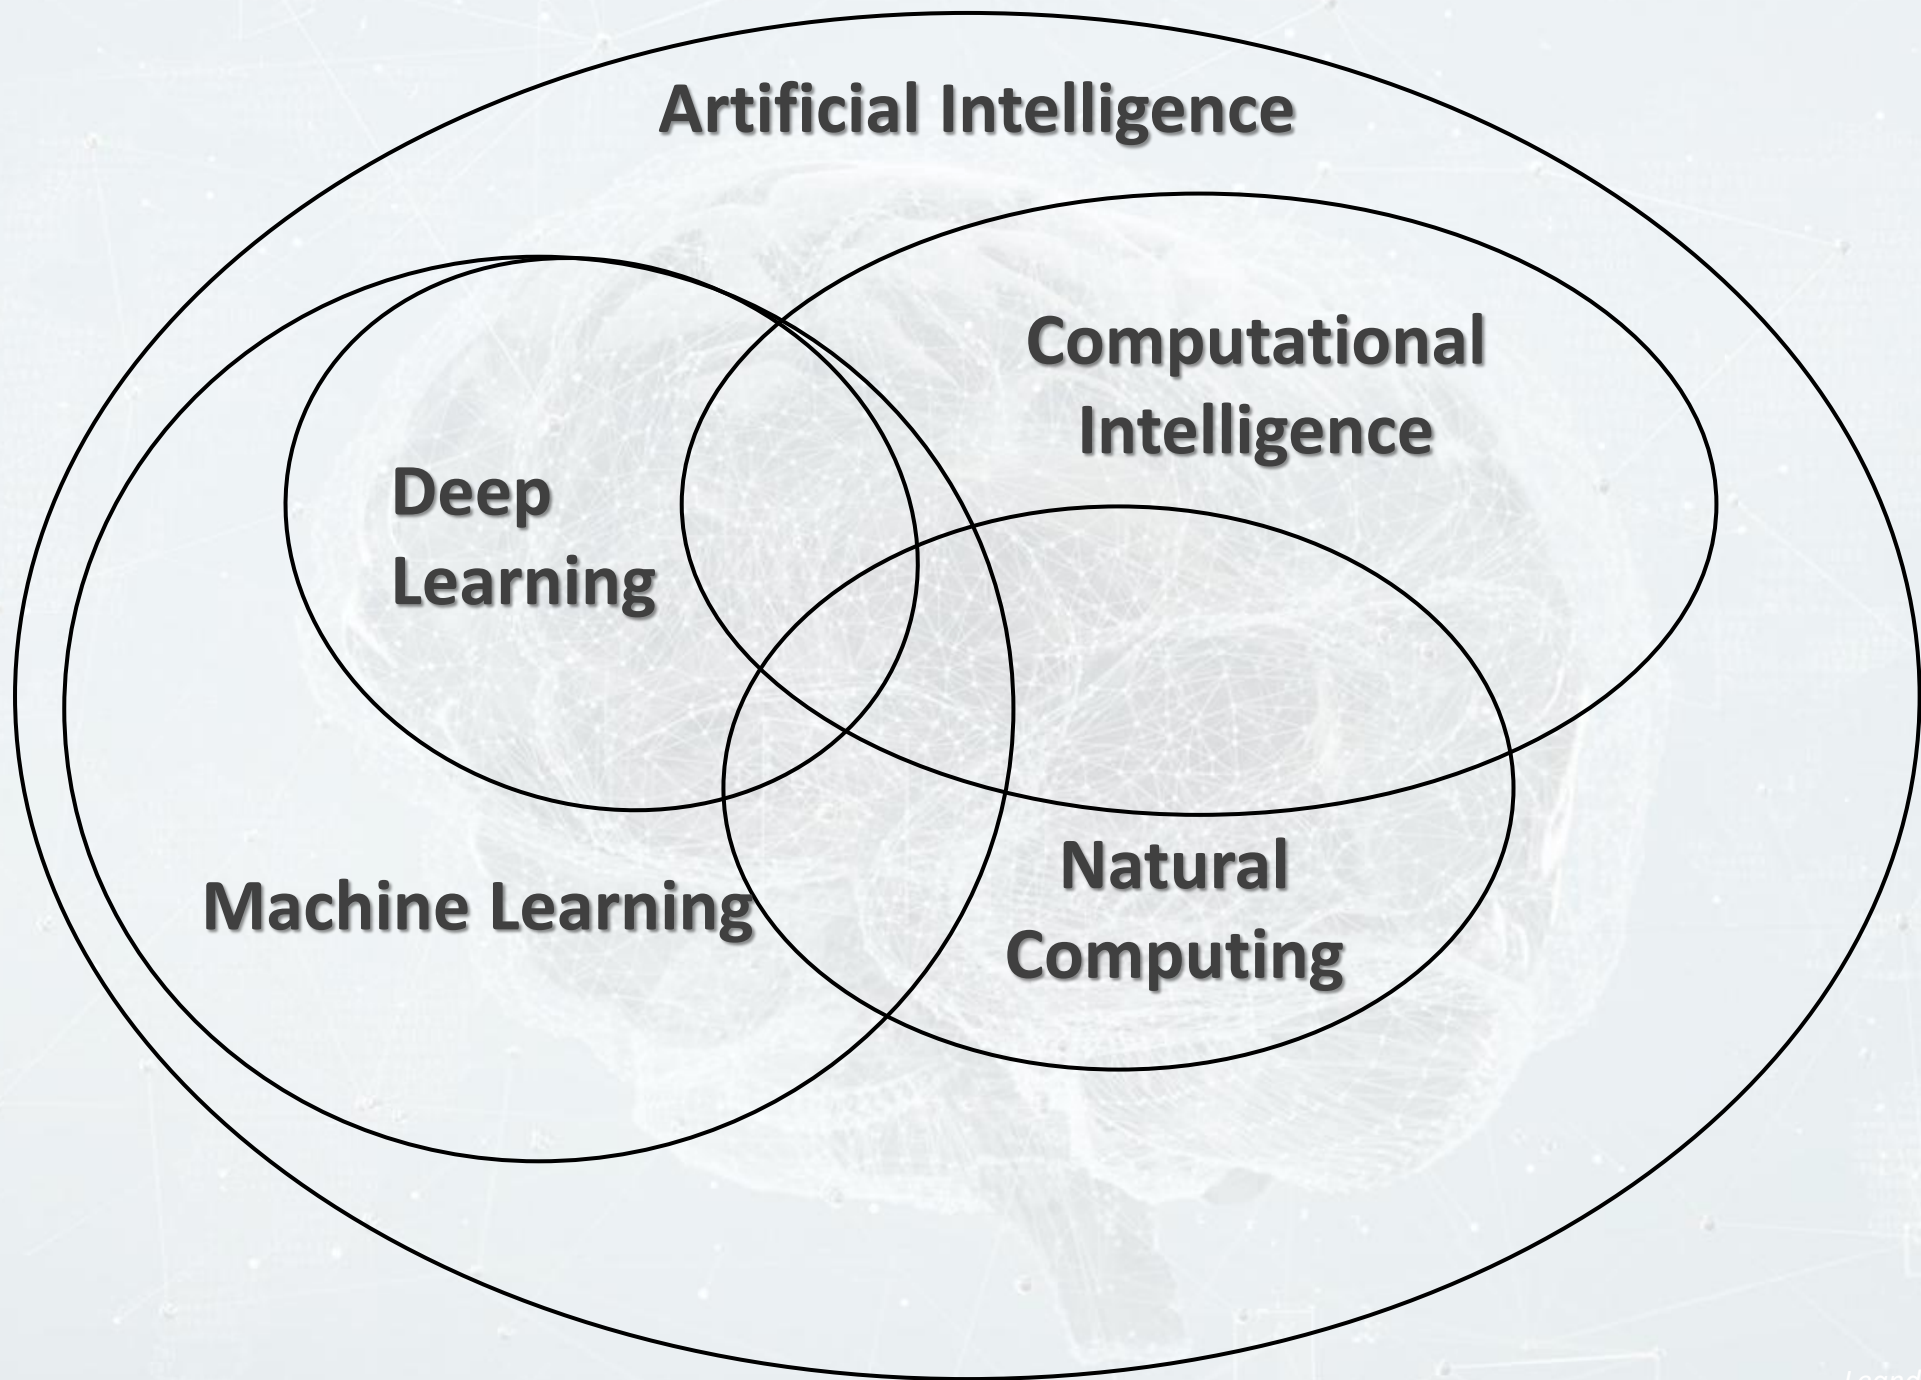 Artificial Intelligence
Computational
Intelligence
Deep
Learning
Machine Learning
Natural
Computing